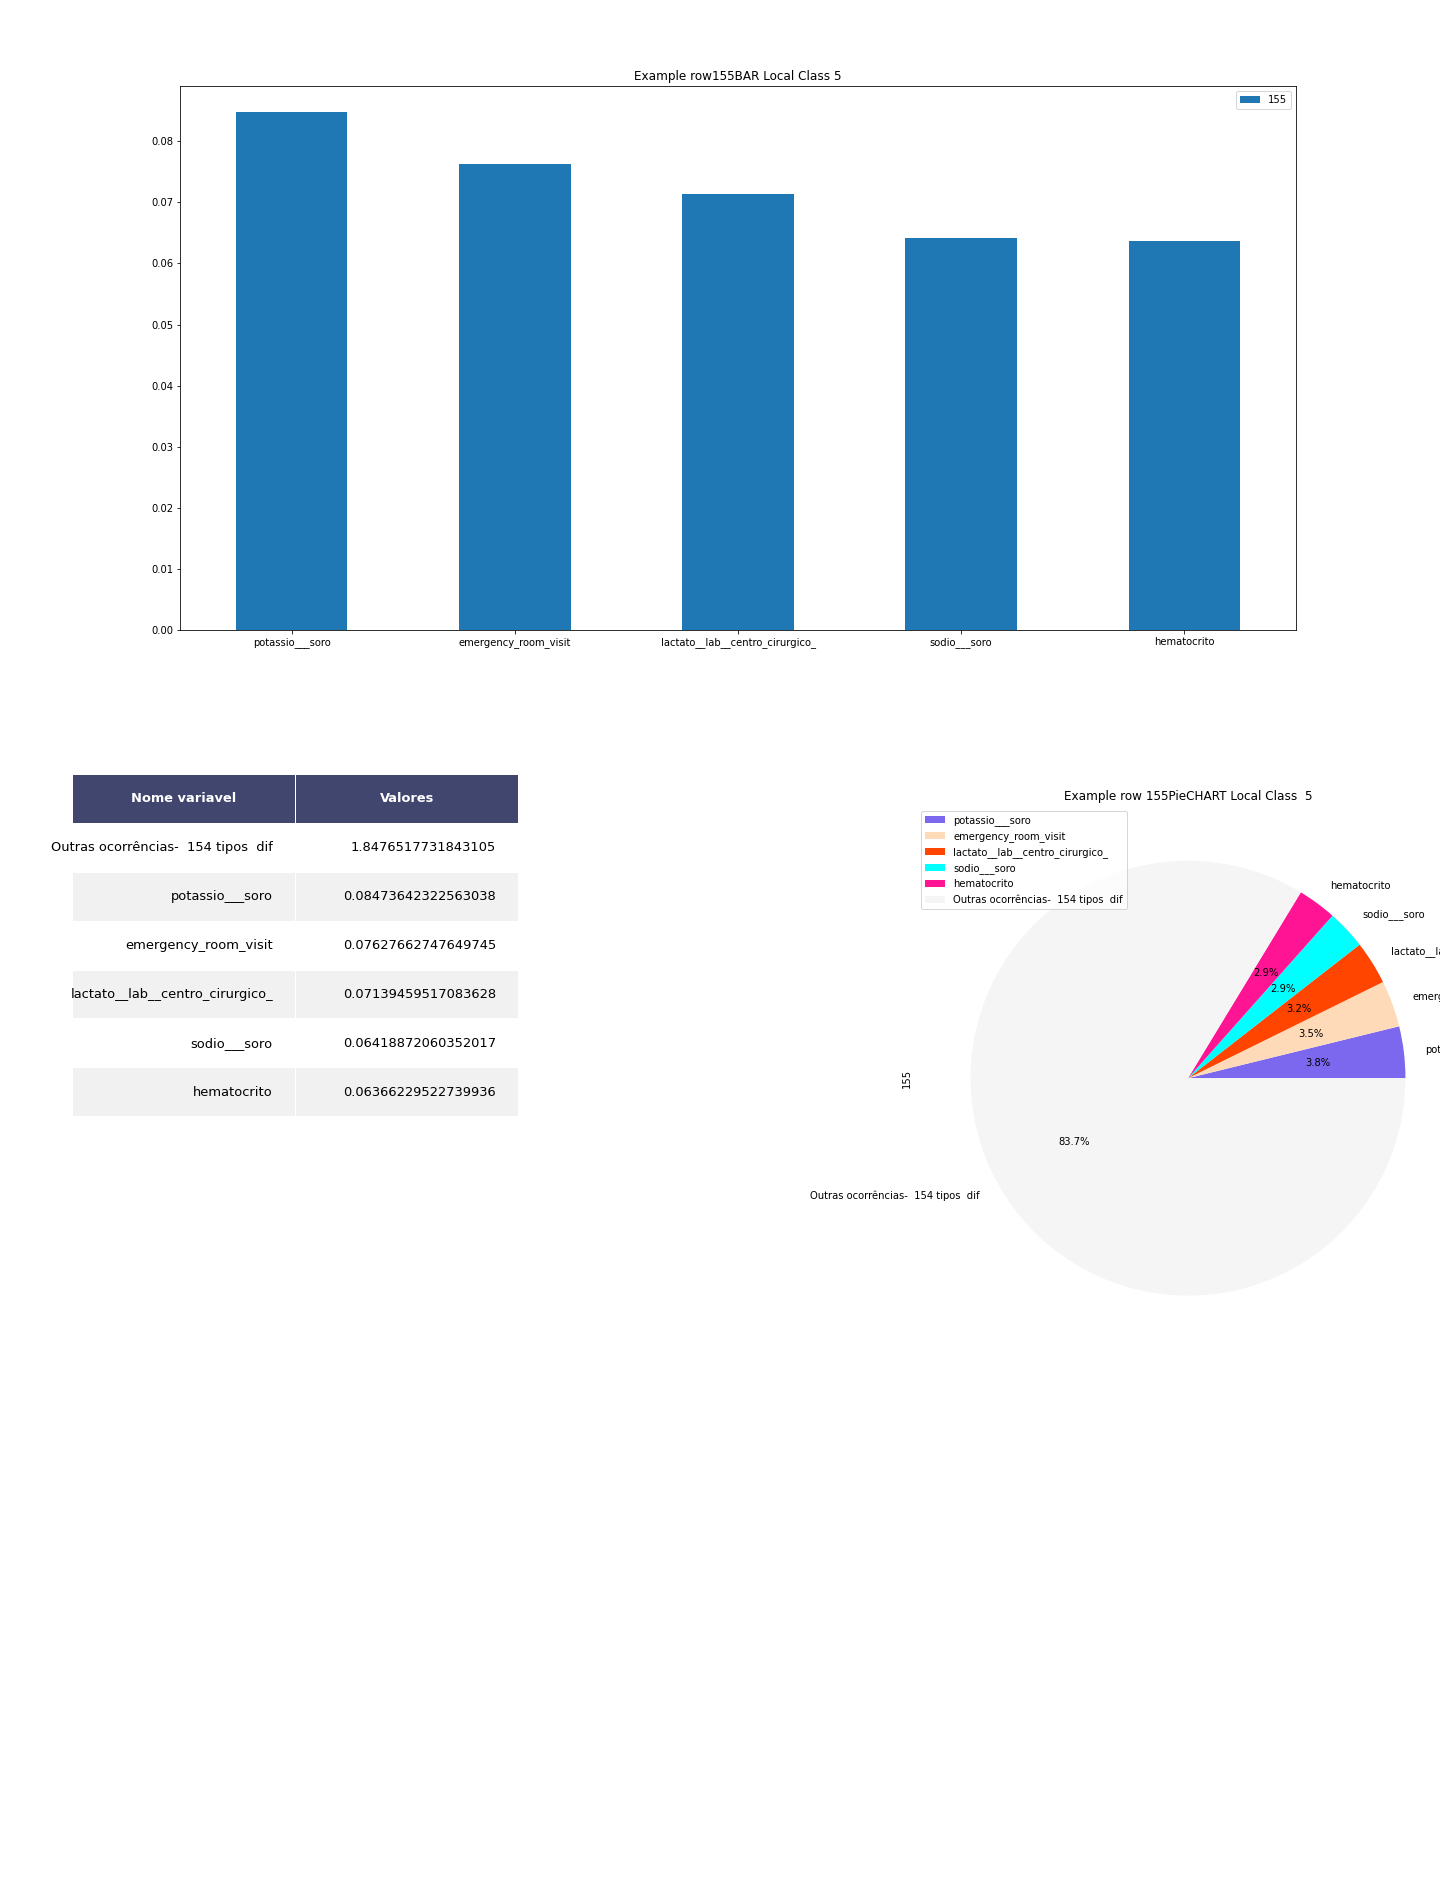 Example row155BAR Local Class 5
155
0.08
0.07
0.06
0.05
0.04
0.03
0.02
0.01
0.00
potassio___soro
emergency_room_visit
lactato__lab__centro_cirurgico_
sodio___soro
hematocrito
Nome variavel Valores
Outras ocorrências-  154 tipos  dif 1.8476517731843105
potassio___soro 0.08473642322563038
emergency_room_visit 0.07627662747649745
lactato__lab__centro_cirurgico_ 0.07139459517083628
sodio___soro 0.06418872060352017
hematocrito 0.06366229522739936
Example row 155PieCHART Local Class  5
potassio___soro
emergency_room_visit
lactato__lab__centro_cirurgico_
sodio___soro
hematocrito
Outras ocorrências-  154 tipos  dif
hematocrito
sodio___soro
lactato__la
emerg
pot
2.9%
2.9%
3.2%
3.5%
3.8%
155
83.7%
Outras ocorrências-  154 tipos  dif